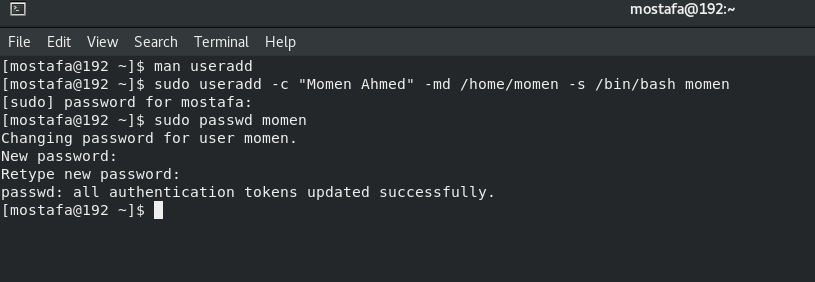 mostafa@192:~
File Edit View Search Terminal Help
[mostafa@192 ~]$ man useradd
[mostafa@192 ~]$ sudo useradd -c "Momen Ahmed" -md /home/momen -s /bin/bash momen
[sudo] password for mostafa:
[mostafa@192 ~]$ sudo passwd momen
Changing password for user momen.
New password:
Retype new password:
passwd: all authentication tokens updated successfully.
[mostafa@192 ~]$